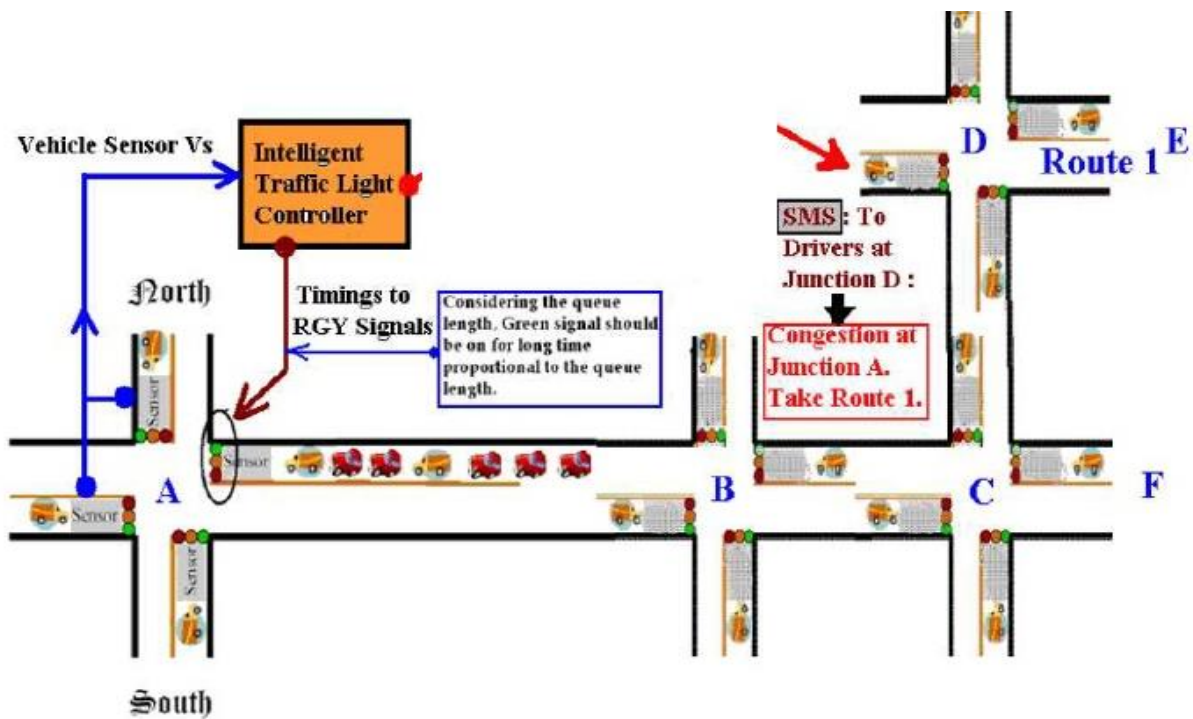 Vehicle Sensor Vs
Intelligent
Traffic Light
Controller
D
E
Route 1
SMS : To
Drivers at
Junction D :
North
Timings to
RGY Signals
Considering the queue
length, Green signal should
be on for long time
proportional to the queue
length.
Congestion at
Junction A.
Take Route 1.
Sensor
Sensor
A
B
C
F
Sensor
Sensor
South